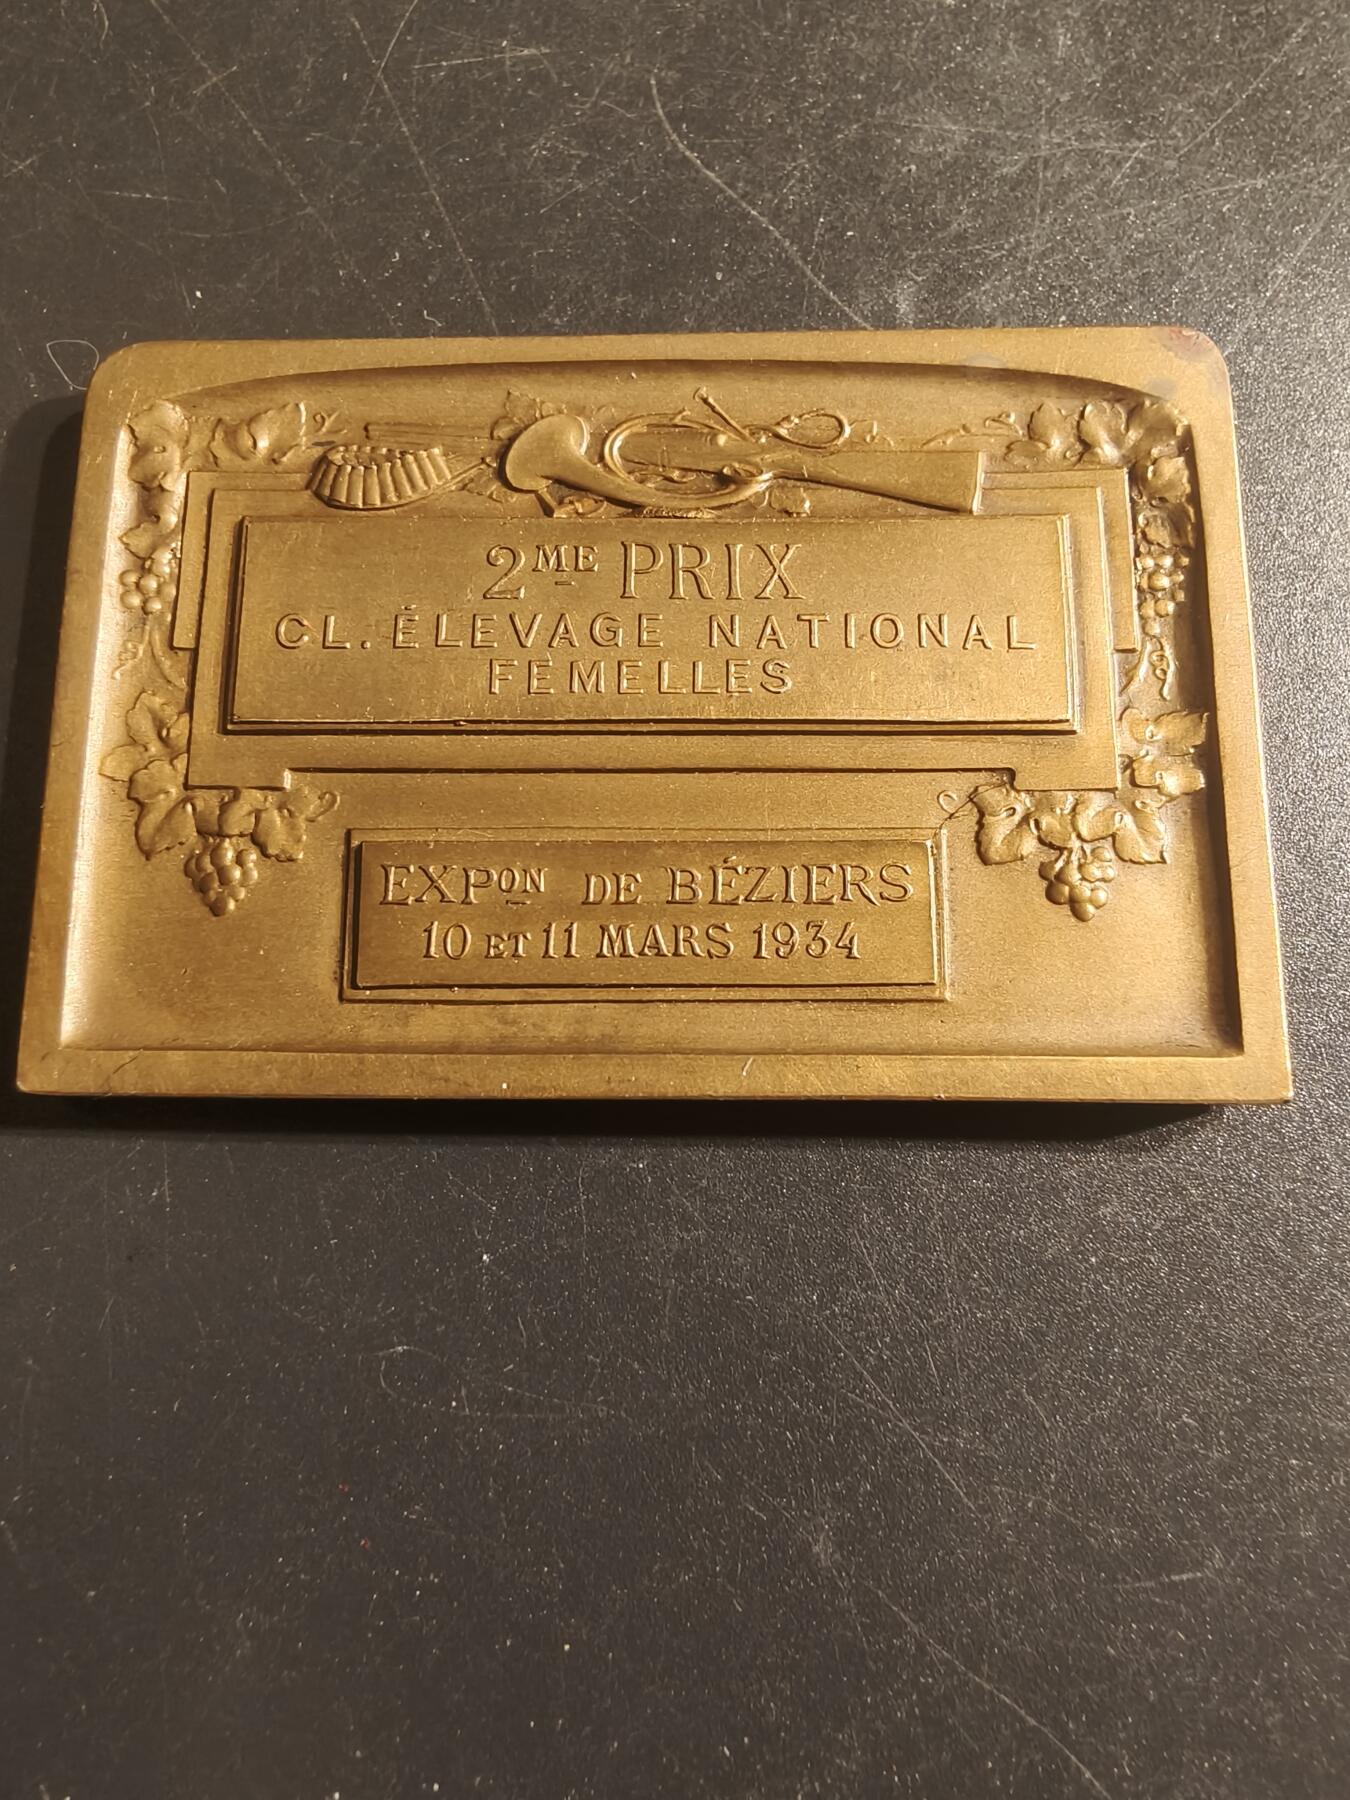 2ME PRIX
CL. ÉLEVAGE NATIONAL
FEMELLES
EXPON DE BÉZIERS
10 ET 11 MARS 1934